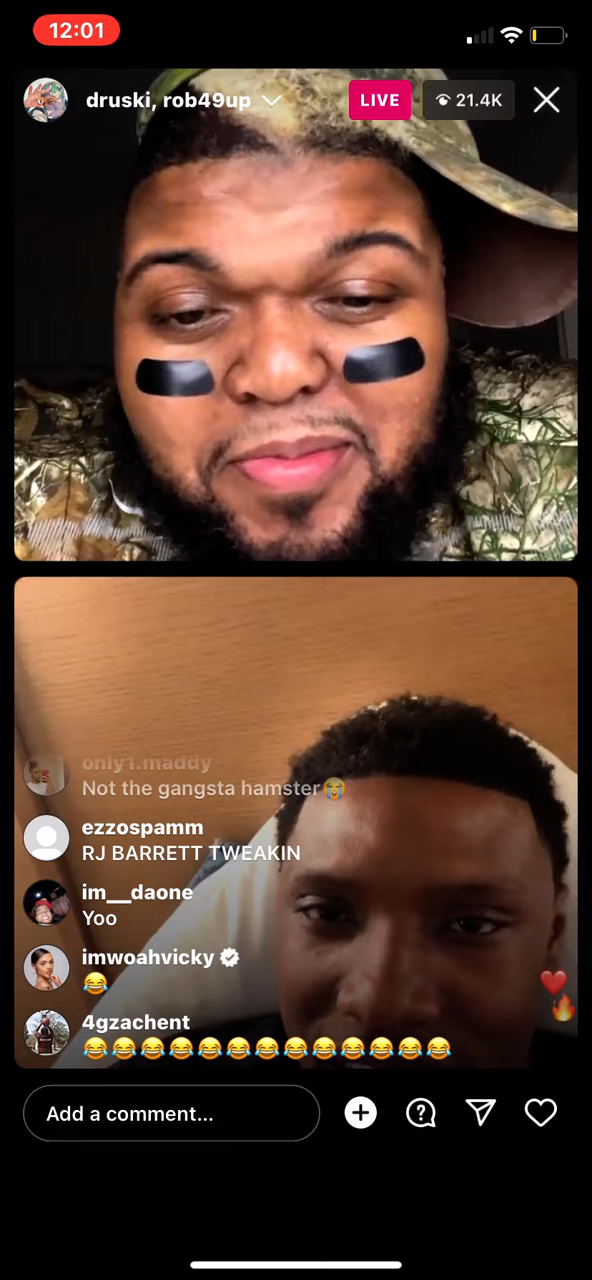 12:01
druski, rob49up
LIVE
21.4K
only1.maddy
Not the gangsta hamster😭
ezzospamm
RJ BARRETT TWEAKIN
im__daone
Yoo
imwoahvicky
😂
4gzachent
😂😂😂😂😂😂😂😂😂😂😂😂😂
Add a comment...